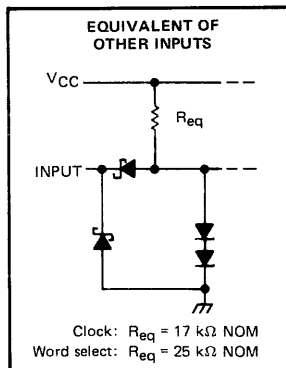 EQUIVALENT OF
OTHER INPUTS
VCC
Req
INPUT
Clock: Req = 17 kΩ NOM
Word select: Req = 25 kΩ NOM